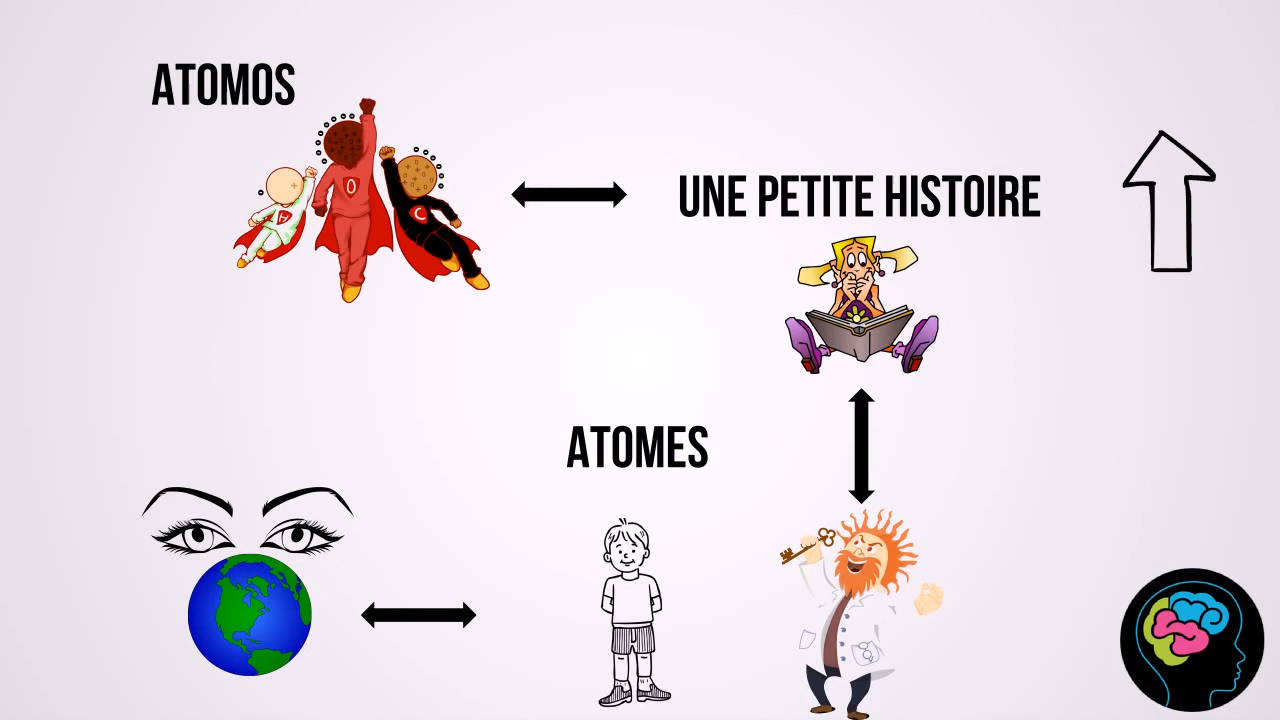 ATOMOS
O
H
C
UNE PETITE HISTOIRE
ATOMES